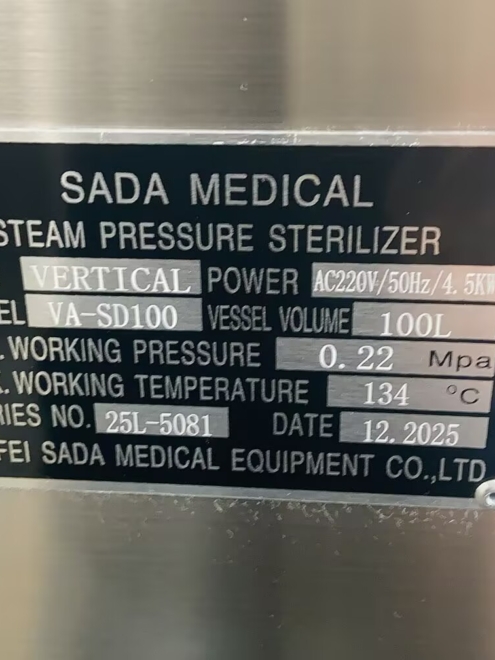 SADA MEDICAL
STEAM PRESSURE STERILIZER
VERTICAL POWER AC220V/50Hz/4.5KW
EL VA-SD100 VESSEL VOLUME 100L
. WORKING PRESSURE 0.22 Mpa
. WORKING TEMPERATURE 134 °C
RIES NO. 25L-5081 DATE 12.2025
FEI SADA MEDICAL EQUIPMENT CO.,LTD